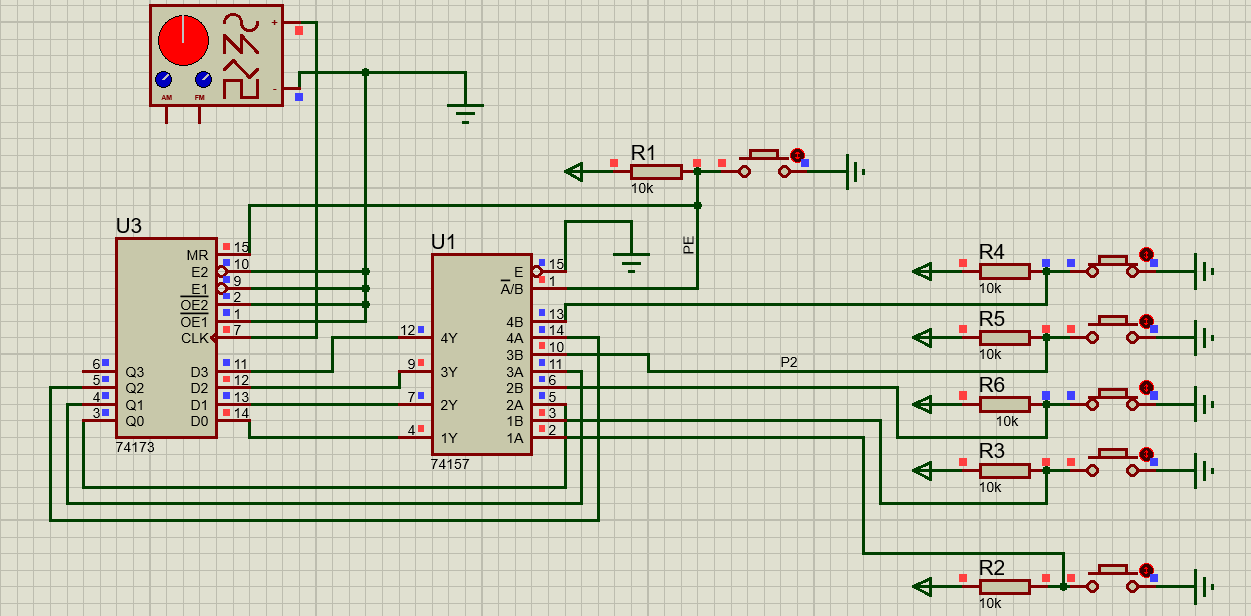 +
-
AM FM
R1
10k
U3
MR 15
E2 10
E1 9
OE2 2
OE1 1
CLK 7
6 Q3 D3 11
5 Q2 D2 12
4 Q1 D1 13
3 Q0 D0 14
74173
U1
E 15
A/B 1
4B 13
12 4Y 4A 14
3B 10
9 3Y 3A 11
2B 6
7 2Y 2A 5
1B 3
4 1Y 1A 2
74157
PE
P2
R4
10k
R5
10k
R6
10k
R3
10k
R2
10k